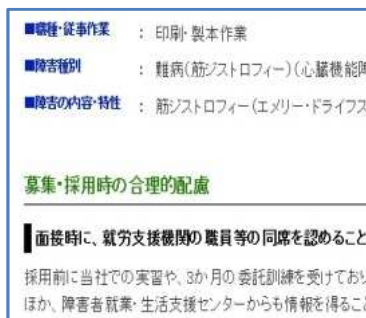 ■職種・従事作業 : 印刷・製本作業
■障害種別 : 難病(筋ジストロフィー)(心臓機能障
■障害の内容・特性 : 筋ジストロフィー(エメリー・ドライフス
募集・採用時の合理的配慮
面接時に、就労支援機関の職員等の同席を認めること
採用前に当社での実習や、3か月の委託訓練を受けており
ほか、障害者就業・生活支援センターからも情報を得るこ